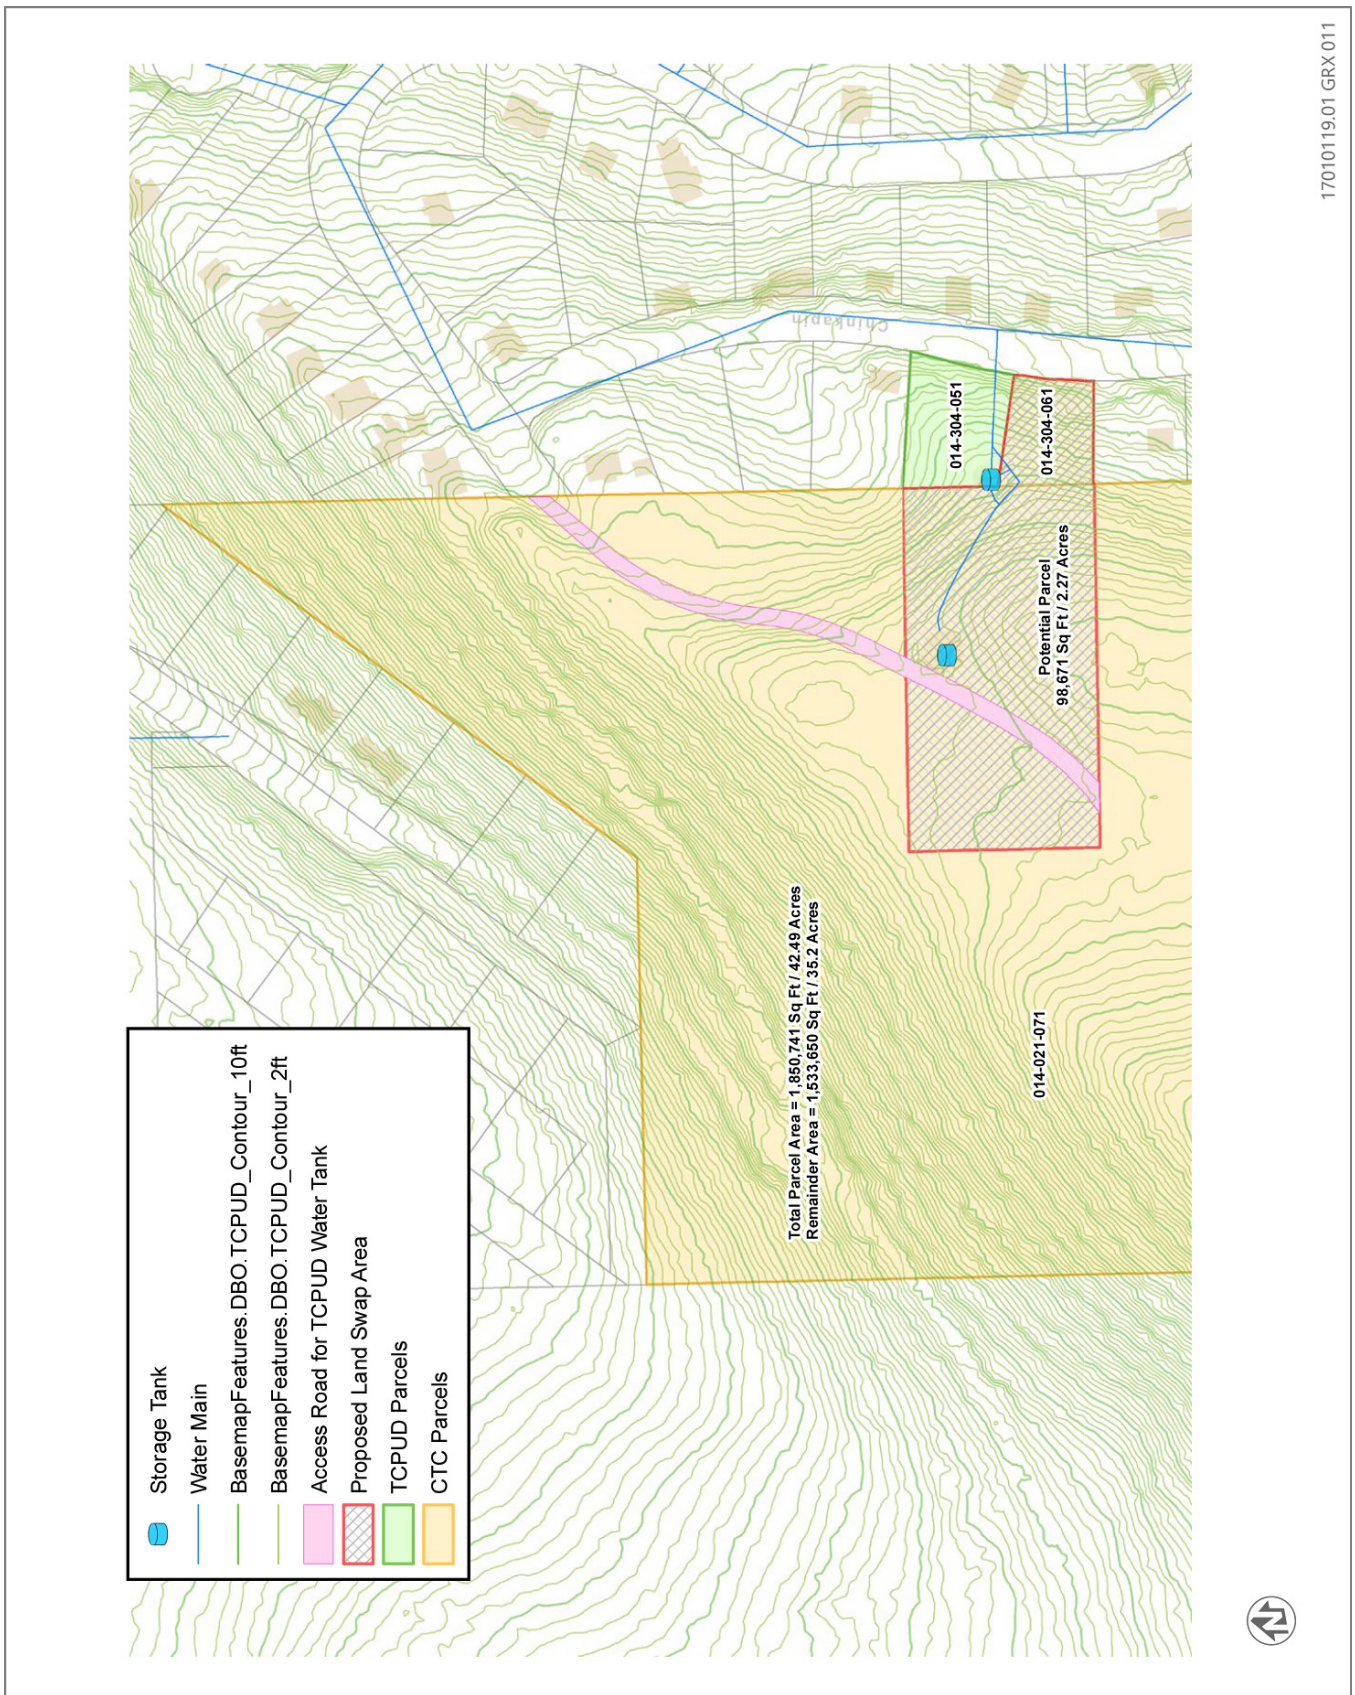 17010119.01 GRX 011
Chinkapin
014-304-051
014-304-061
Potential Parcel
98,671 Sq Ft / 2.27 Acres
Total Parcel Area = 1,850,741 Sq Ft / 42.49 Acres
Remainder Area = 1,533,650 Sq Ft / 35.2 Acres
014-021-071
Storage Tank
Water Main
BasemapFeatures.DBO.TCPUD_Contour_10ft
BasemapFeatures.DBO.TCPUD_Contour_2ft
Access Road for TCPUD Water Tank
Proposed Land Swap Area
TCPUD Parcels
CTC Parcels
N